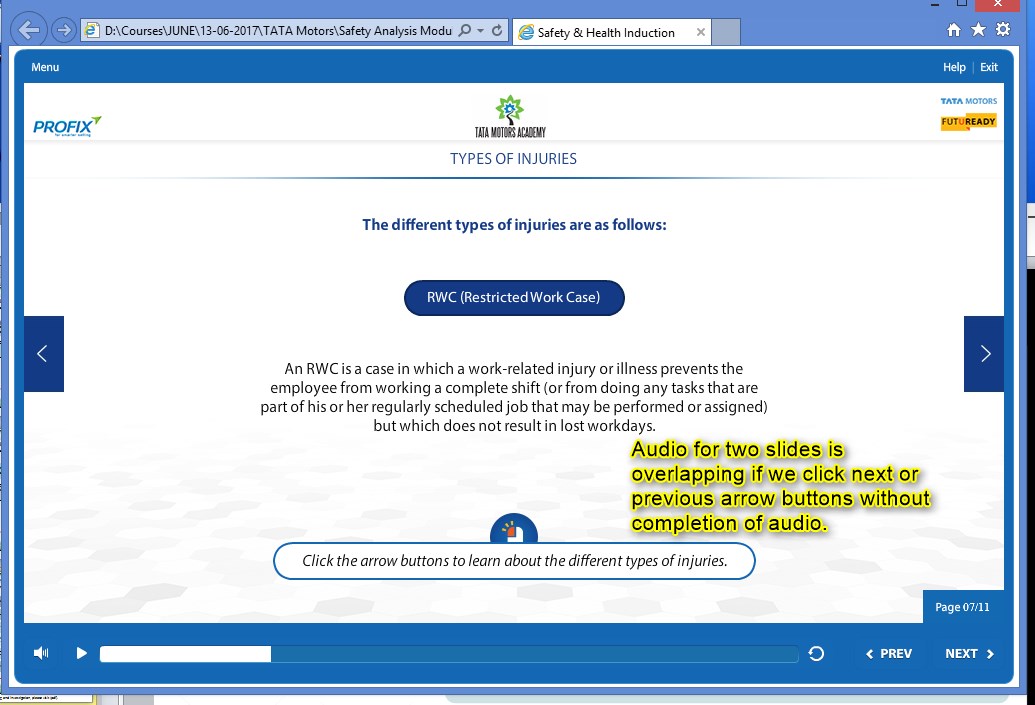 D:\Courses\JUNE\13-06-2017\TATA Motors\Safety Analysis Modu
Safety & Health Induction
Menu
Help | Exit
PROFIX
for smarter working
TATA MOTORS ACADEMY
TATA MOTORS
FUTUREADY
TYPES OF INJURIES
The different types of injuries are as follows:
RWC (Restricted Work Case)
An RWC is a case in which a work-related injury or illness prevents the
employee from working a complete shift (or from doing any tasks that are
part of his or her regularly scheduled job that may be performed or assigned)
but which does not result in lost workdays.
Audio for two slides is
overlapping if we click next or
previous arrow buttons without
completion of audio.
Click the arrow buttons to learn about the different types of injuries.
Page 07/11
PREV
NEXT